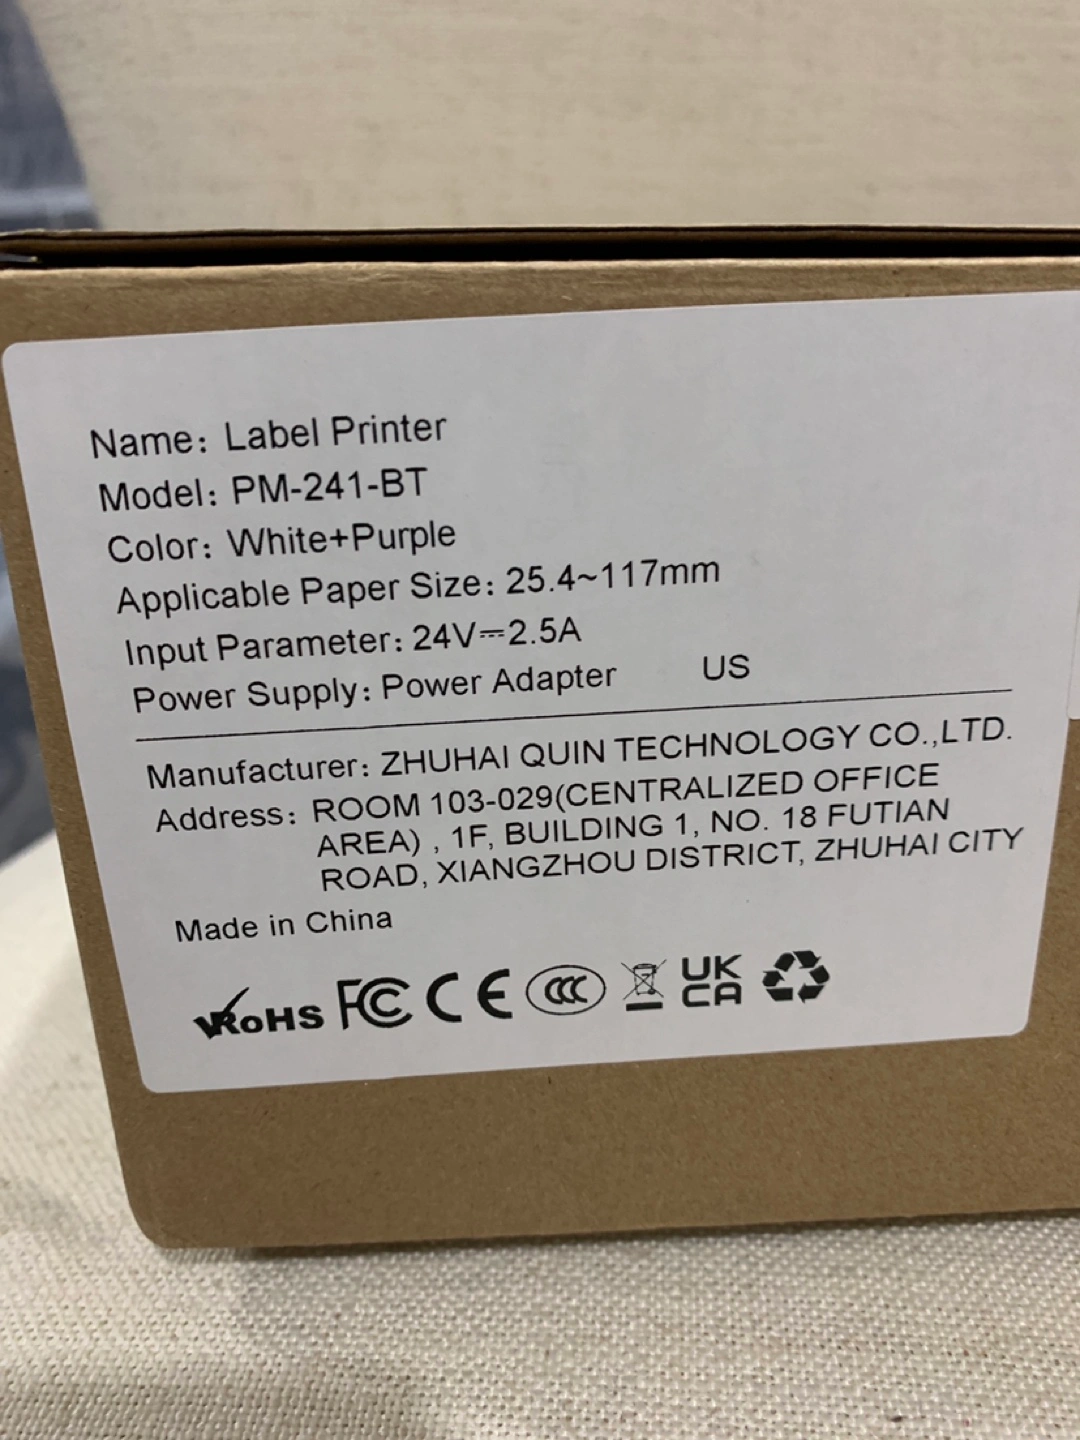 Name: Label Printer
Model: PM-241-BT
Color: White+Purple
Applicable Paper Size: 25.4~117mm
Input Parameter: 24V⎓2.5A
Power Supply: Power Adapter US
Manufacturer: ZHUHAI QUIN TECHNOLOGY CO.,LTD.
Address: ROOM 103-029(CENTRALIZED OFFICE
AREA) , 1F, BUILDING 1, NO. 18 FUTIAN
ROAD, XIANGZHOU DISTRICT, ZHUHAI CITY
Made in China
RoHS FC CE CCC UK
CA